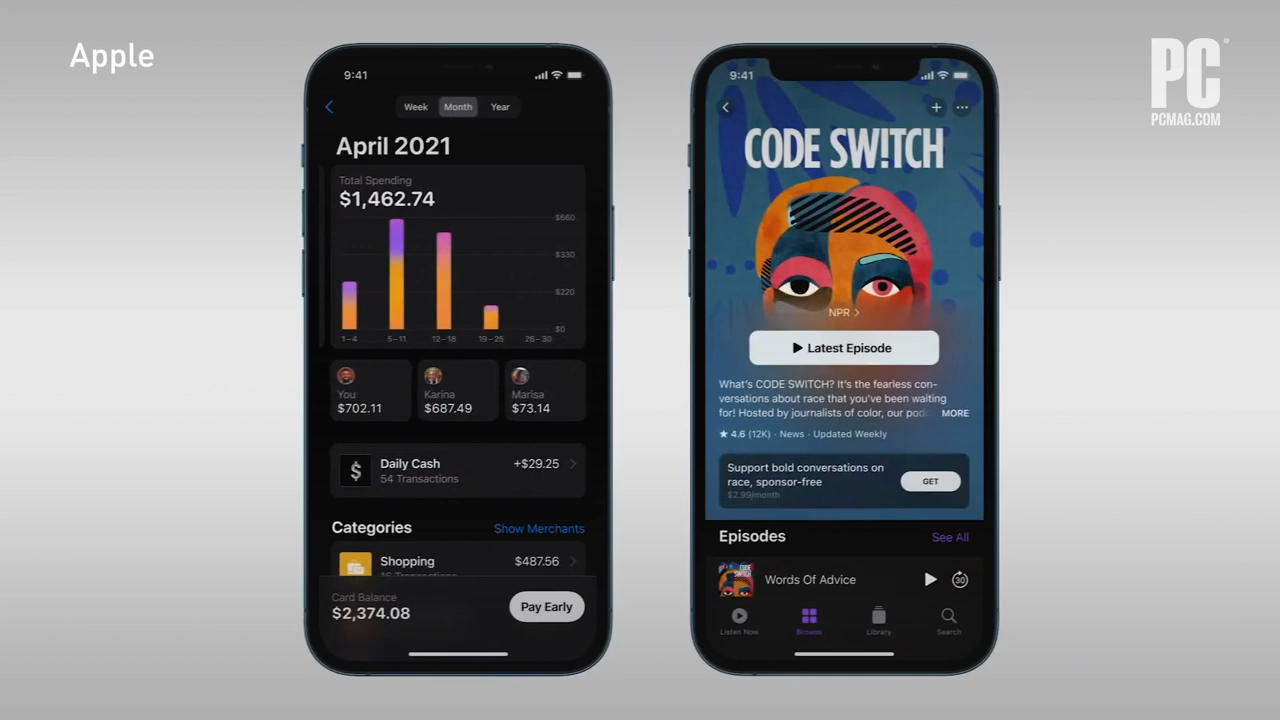 Apple
PC
PCMAG.COM
9:41
Week Month Year
April 2021
Total Spending
$1,462.74
$660
$330
$220
$0
1–4 5–11 12–18 19–25 26–30
You
$702.11
Karina
$687.49
Marisa
$73.14
Daily Cash
54 Transactions
+$29.25
Categories
Show Merchants
Shopping
$487.56
16 Transactions
Card Balance
$2,374.08
Pay Early
9:41
CODE SW!TCH
NPR
Latest Episode
What's CODE SWITCH? It's the fearless con-
versations about race that you've been waiting
for! Hosted by journalists of color, our pod
MORE
★ 4.6 (12K) · News · Updated Weekly
Support bold conversations on
race, sponsor-free
$2.99/month
GET
Episodes
See All
CODE
SW!TCH
Words Of Advice
30
Listen Now Browse Library Search